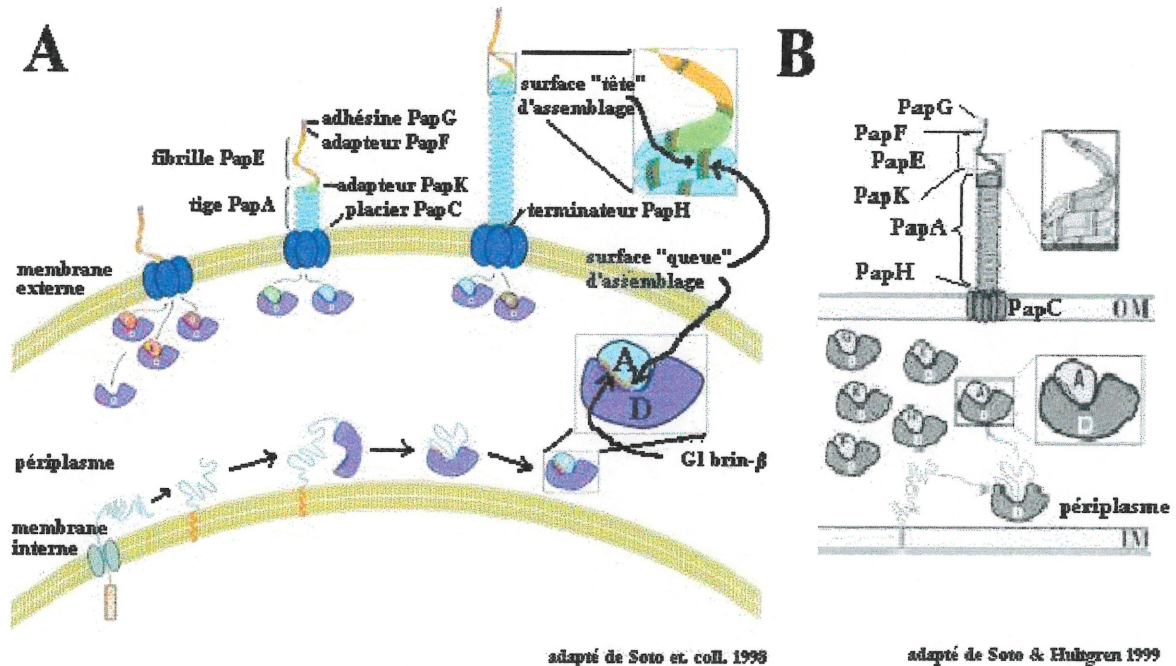 A
adhésine PapG
adapteur PapF
fibrille PapE
adapteur PapK
tige PapA
placier PapC
surface "tête"
d'assemblage
terminateur PapH
membrane
externe
surface "queue"
d'assemblage
A
D
G1 brin-β
périplasme
membrane
interne
adapté de Soto et. coll. 1998
B
PapG
PapF
PapE
PapK
PapA
PapH
PapC
OM
A
D
périplasme
IM
adapté de Soto & Hultgren 1999